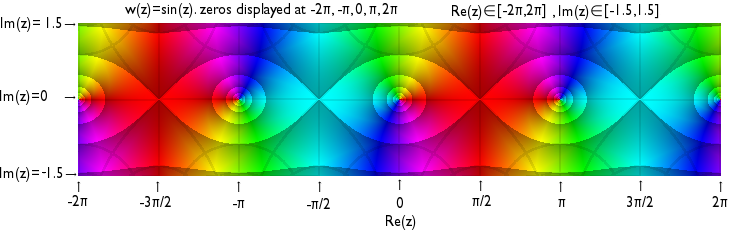 w(z)=sin(z). zeros displayed at -2π, -π, 0, π, 2π Re(z)∈[-2π,2π] , Im(z)∈[-1.5,1.5]
Im(z)= 1.5→
Im(z)=0 →
Im(z)=-1.5→
-2π -3π/2 -π -π/2 0 π/2 π 3π/2 2π
Re(z)